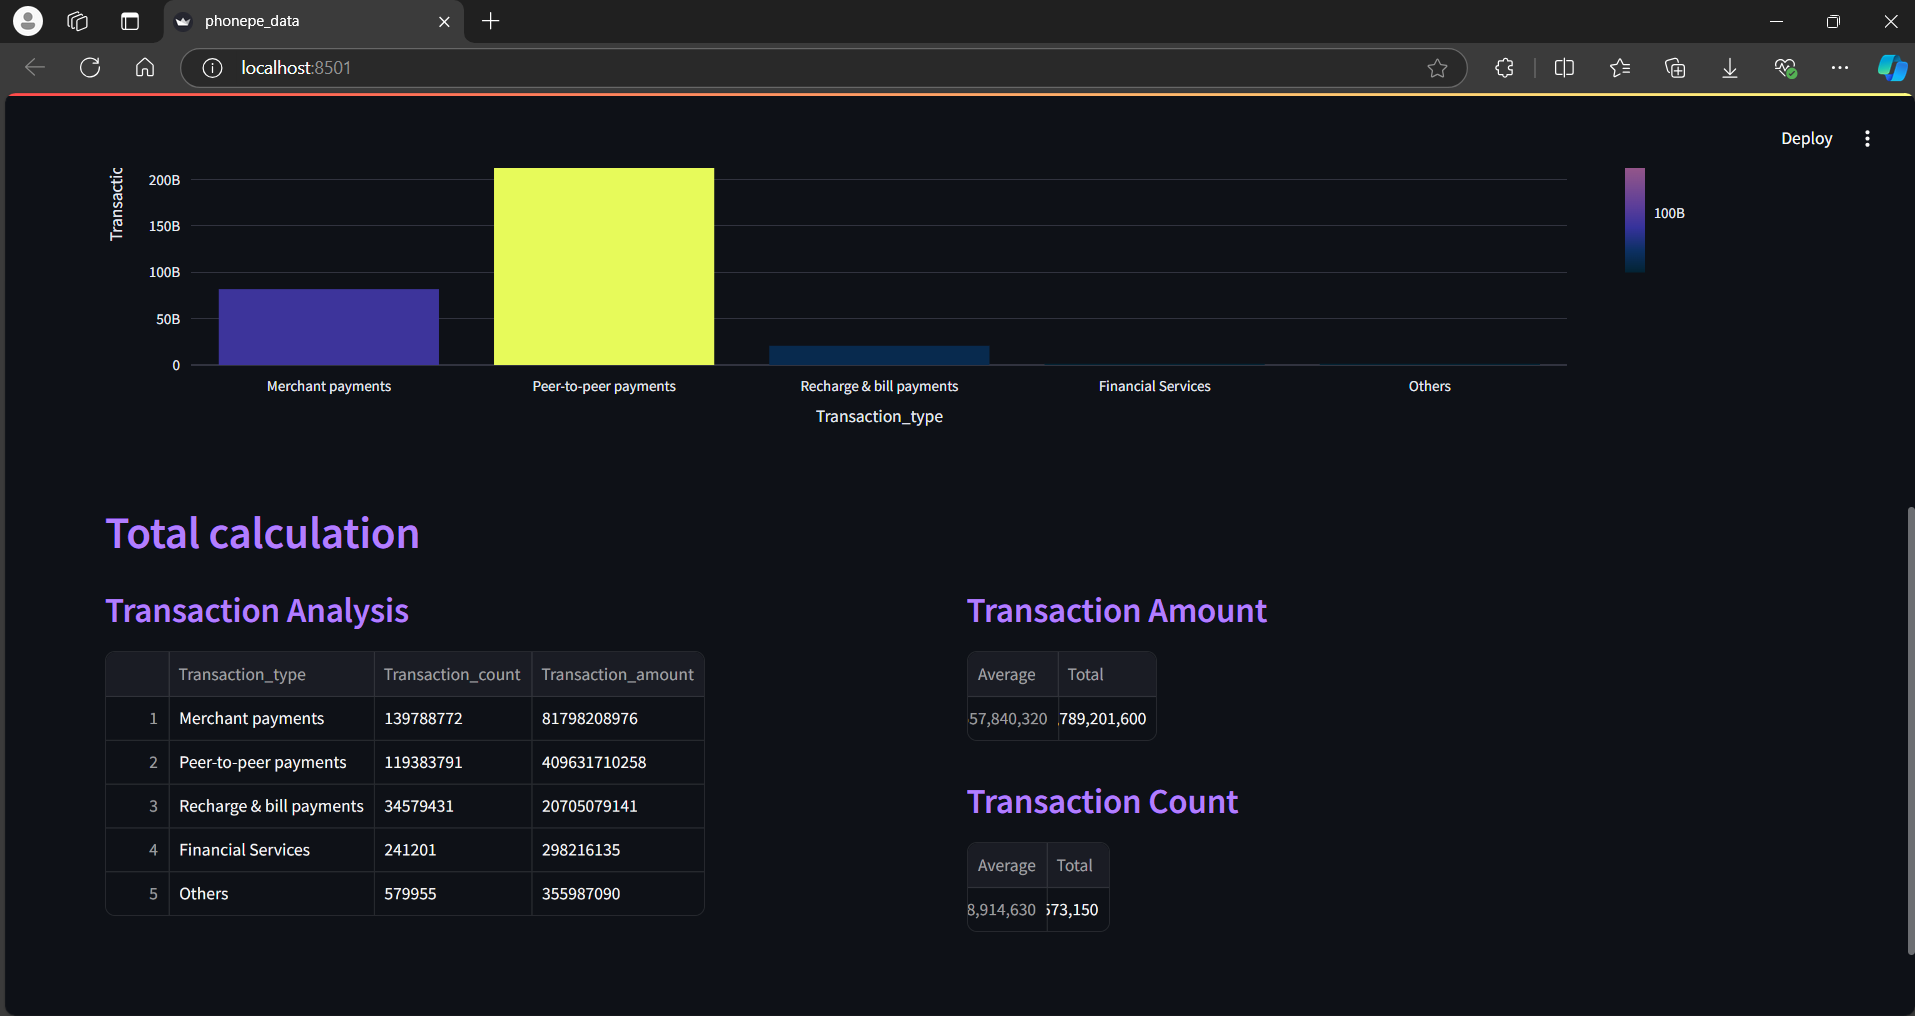 phonepe_data
localhost:8501
Deploy
Transactic
200B
150B
100B
50B
0
100B
Merchant payments
Peer-to-peer payments
Recharge & bill payments
Financial Services
Others
Transaction_type
Total calculation
Transaction Analysis
Transaction_type Transaction_count Transaction_amount
1 Merchant payments 139788772 81798208976
2 Peer-to-peer payments 119383791 409631710258
3 Recharge & bill payments 34579431 20705079141
4 Financial Services 241201 298216135
5 Others 579955 355987090
Transaction Amount
Average Total
57,840,320 ,789,201,600
Transaction Count
Average Total
8,914,630 573,150